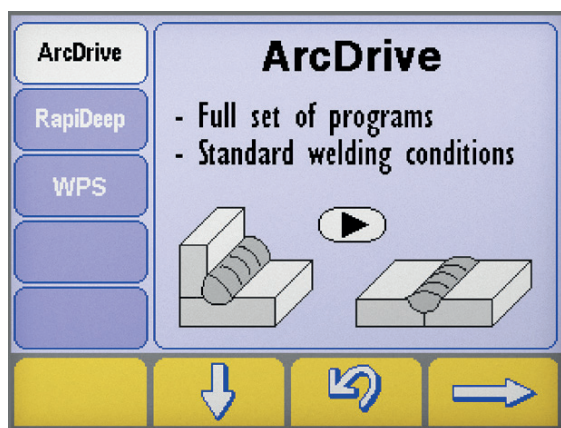 ArcDrive
RapiDeep
WPS
ArcDrive
- Full set of programs
- Standard welding conditions